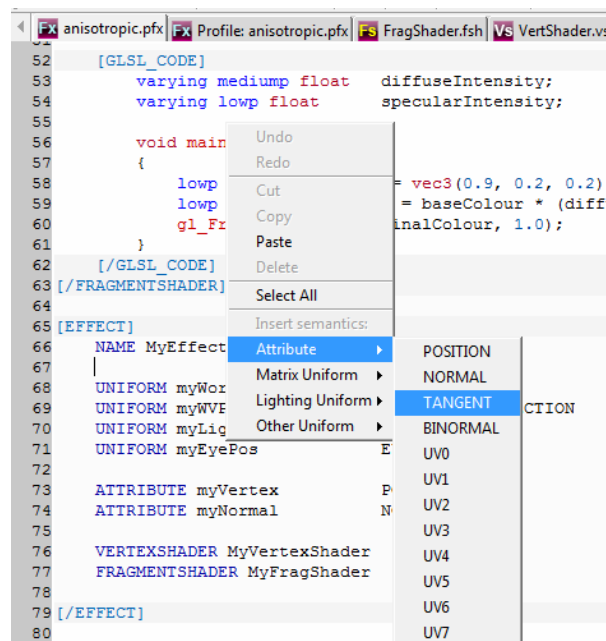 anisotropic.pfx Profile: anisotropic.pfx FragShader.fsh VertShader.vs
52 [GLSL_CODE]
53 varying mediump float diffuseIntensity;
54 varying lowp float specularIntensity;
55
56 void main
57 {
58 lowp = vec3(0.9, 0.2, 0.2)
59 lowp = baseColour * (diff
60 gl_Fr inalColour, 1.0);
61 }
62 [/GLSL_CODE]
63 [/FRAGMENTSHADER]
64
65 [EFFECT]
66 NAME MyEffect
67
68 UNIFORM myWor
69 UNIFORM myWVP CTION
70 UNIFORM myLig
71 UNIFORM myEyePos E
72
73 ATTRIBUTE myVertex P
74 ATTRIBUTE myNormal N
75
76 VERTEXSHADER MyVertexShader
77 FRAGMENTSHADER MyFragShader
78
79 [/EFFECT]
80
Undo
Redo
Cut
Copy
Paste
Delete
Select All
Insert semantics:
Attribute
Matrix Uniform
Lighting Uniform
Other Uniform
POSITION
NORMAL
TANGENT
BINORMAL
UV0
UV1
UV2
UV3
UV4
UV5
UV6
UV7